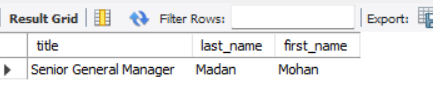 Result Grid Filter Rows: Export:
title last_name first_name
Senior General Manager Madan Mohan